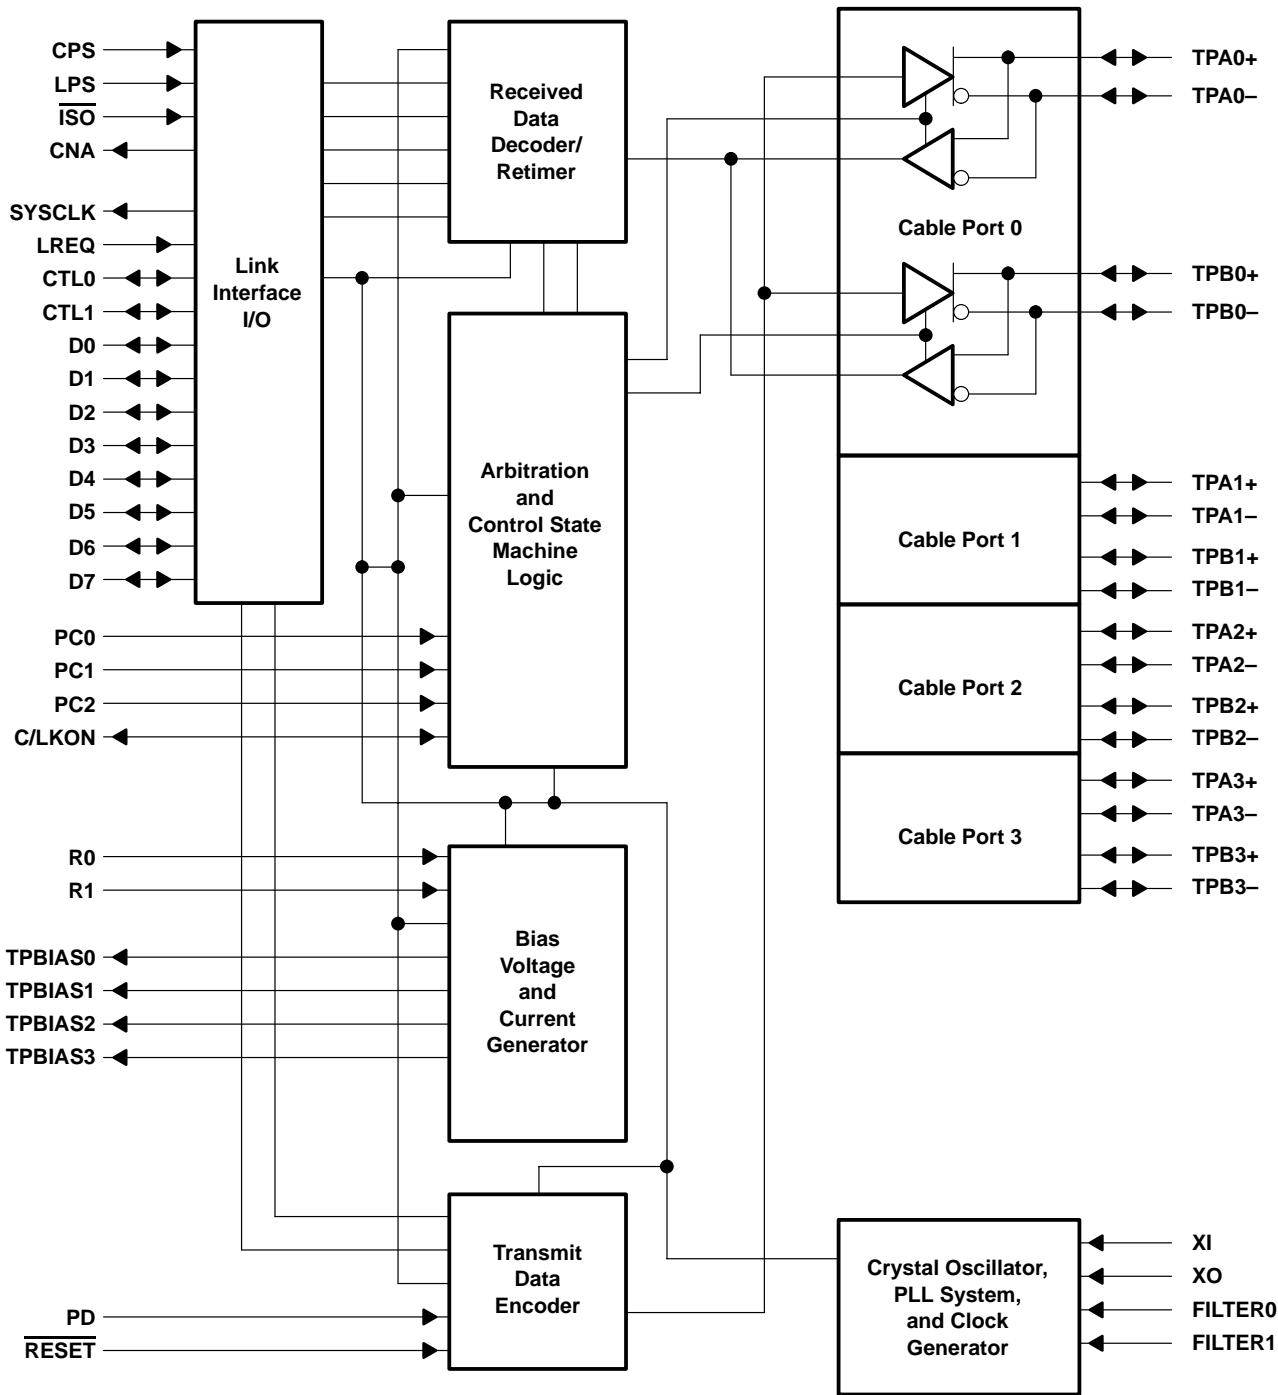 CPS
LPS
ISO
CNA
SYSCLK
LREQ
CTL0
CTL1
D0
D1
D2
D3
D4
D5
D6
D7
Link
Interface
I/O
Received
Data
Decoder/
Retimer
Arbitration
and
Control State
Machine
Logic
PC0
PC1
PC2
C/LKON
R0
R1
TPBIAS0
TPBIAS1
TPBIAS2
TPBIAS3
Bias
Voltage
and
Current
Generator
PD
RESET
Transmit
Data
Encoder
Cable Port 0
TPA0+
TPA0–
TPB0+
TPB0–
Cable Port 1
TPA1+
TPA1–
TPB1+
TPB1–
Cable Port 2
TPA2+
TPA2–
TPB2+
TPB2–
Cable Port 3
TPA3+
TPA3–
TPB3+
TPB3–
Crystal Oscillator,
PLL System,
and Clock
Generator
XI
XO
FILTER0
FILTER1